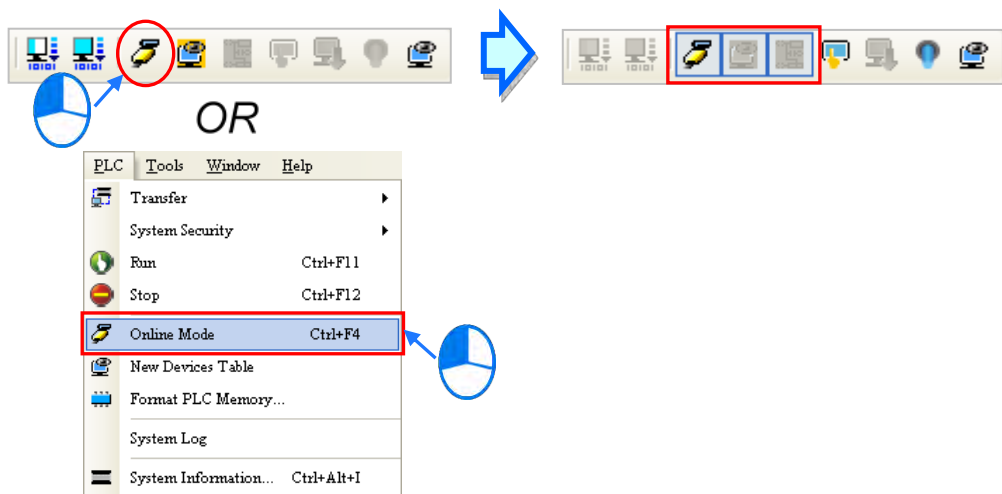 OR
PLC Tools Window Help
Transfer
System Security
Run Ctrl+F11
Stop Ctrl+F12
Online Mode Ctrl+F4
New Devices Table
Format PLC Memory...
System Log
System Information... Ctrl+Alt+I